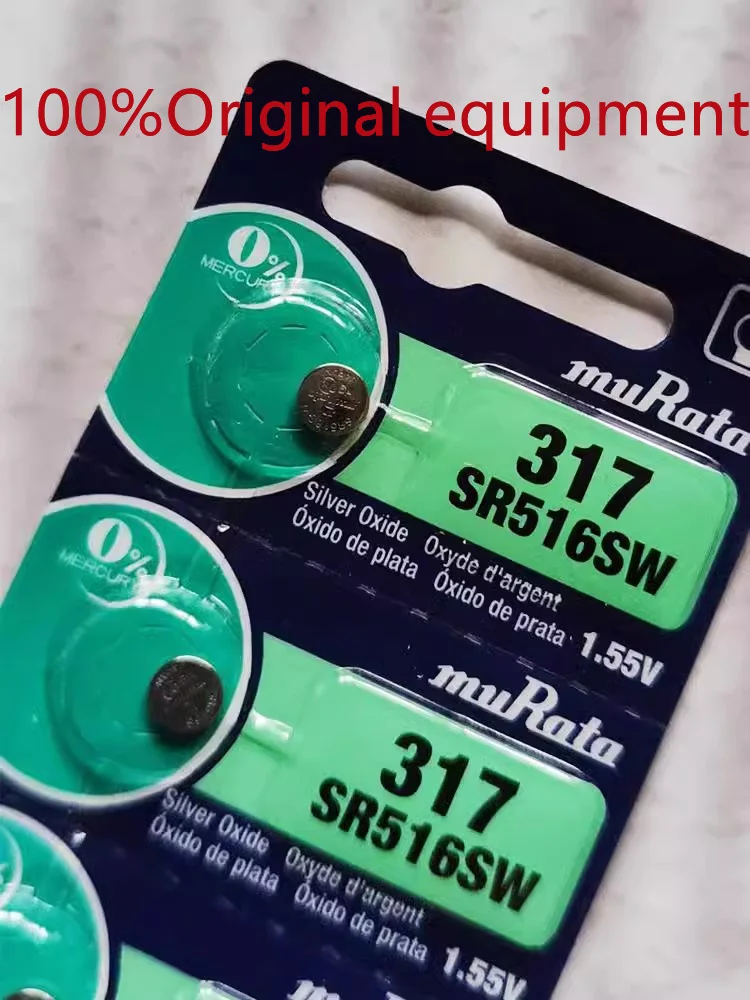 100%Original equipment
0%
MERCURY
muRata
317
SR516SW
Silver Oxide Oxyde d'argent
Óxido de plata Óxido de prata 1.55V
0%
MERCURY
muRata
317
SR516SW
Silver Oxide Oxyde d'argent
Óxido de plata Óxido de prata 1.55V
muRata